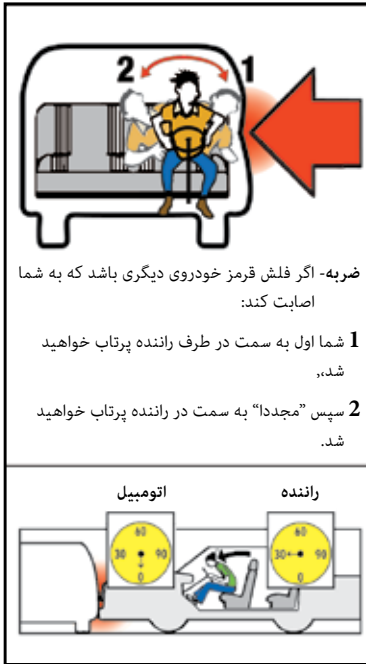 2 1
ضربه- اگر فلش قرمز خودروی دیگری باشد که به شما
اصابت کند:
1 شما اول به سمت در طرف راننده پرتاب خواهید
شد،,
2 سپس ”مجددا“ به سمت در راننده پرتاب خواهید
شد.
راننده اتومبیل
60 60
90 30 90 30
0 0